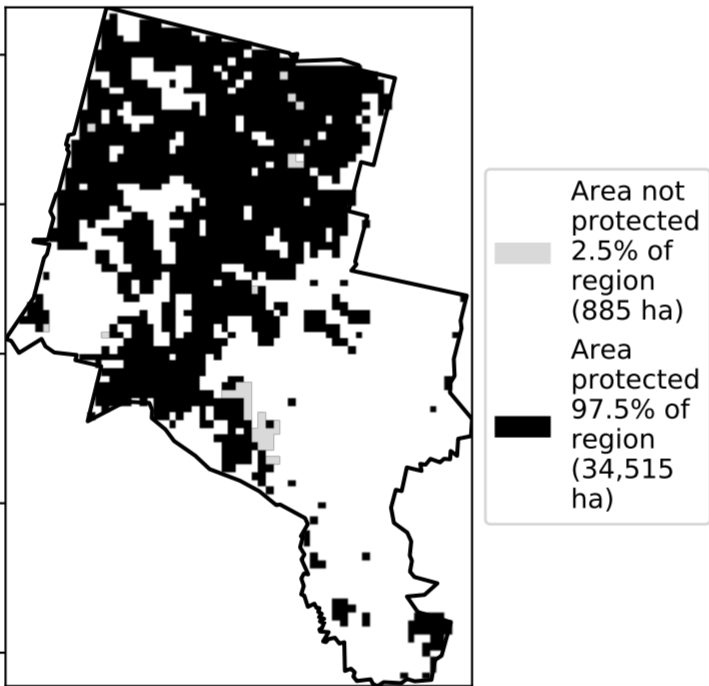 Area not
protected
2.5% of
region
(885 ha)
Area
protected
97.5% of
region
(34,515
ha)